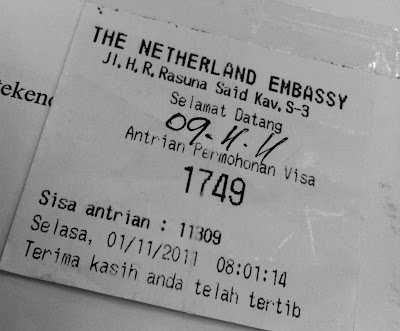 THE NETHERLAND EMBASSY
Jl. H. R. Rasuna Said Kav. S-3
Selamat Datang
09-11-11
Antrian Permohonan Visa
1749
Sisa antrian : 11309
Selasa, 01/11/2011 08:01:14
Terima kasih anda telah tertib